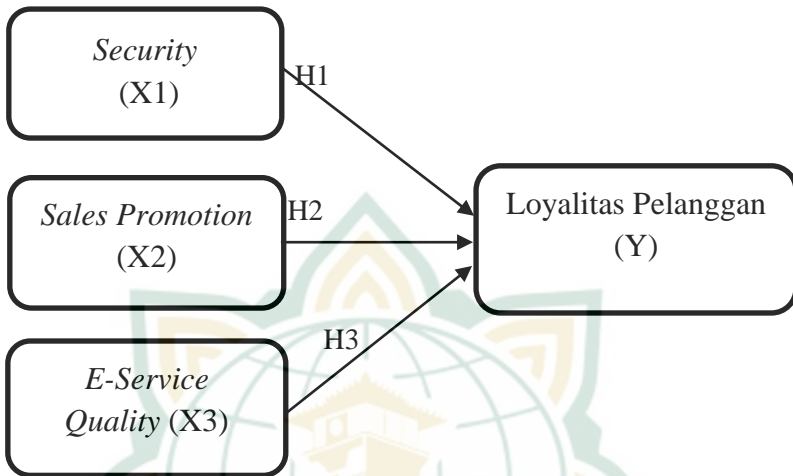 Security
(X1)
H1
Sales Promotion
(X2)
H2
Loyalitas Pelanggan
(Y)
E-Service
Quality (X3)
H3